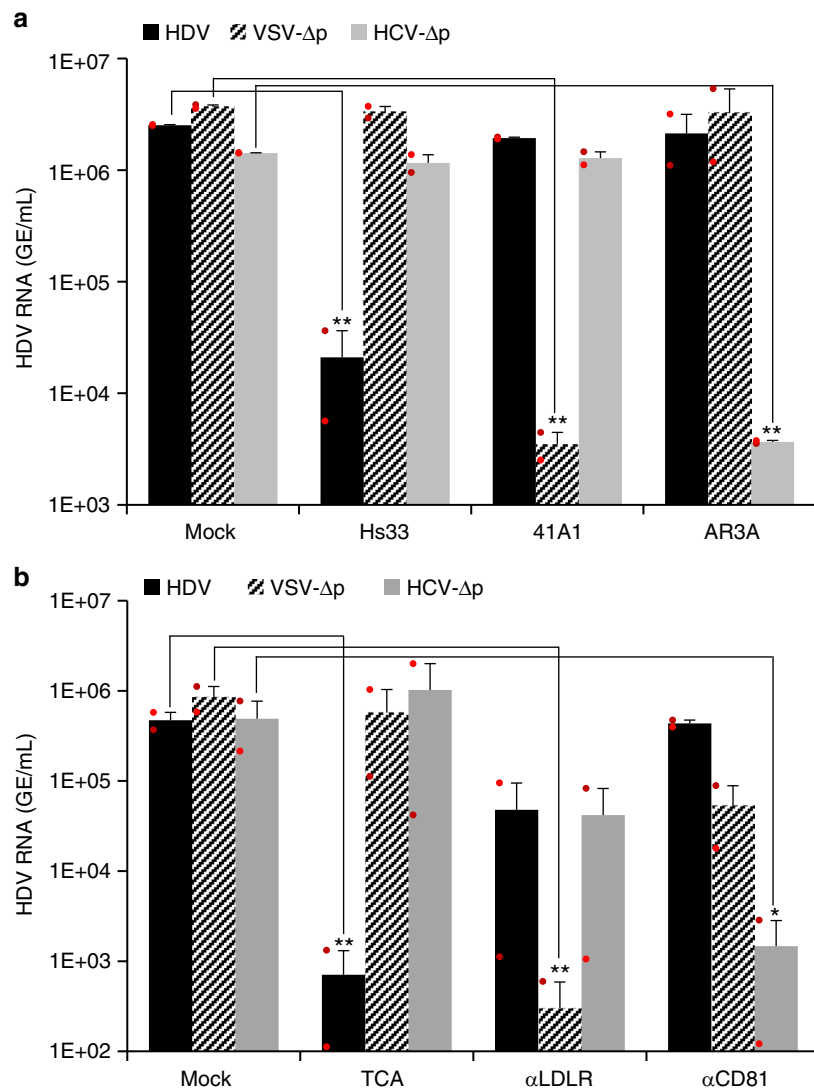 a
HDV VSV-Δp HCV-Δp
1E+07
1E+06
1E+05
1E+04
1E+03
HDV RNA (GE/mL)
**
**
**
Mock Hs33 41A1 AR3A
b
HDV VSV-Δp HCV-Δp
1E+07
1E+06
1E+05
1E+04
1E+03
1E+02
HDV RNA (GE/mL)
**
**
*
Mock TCA αLDLR αCD81